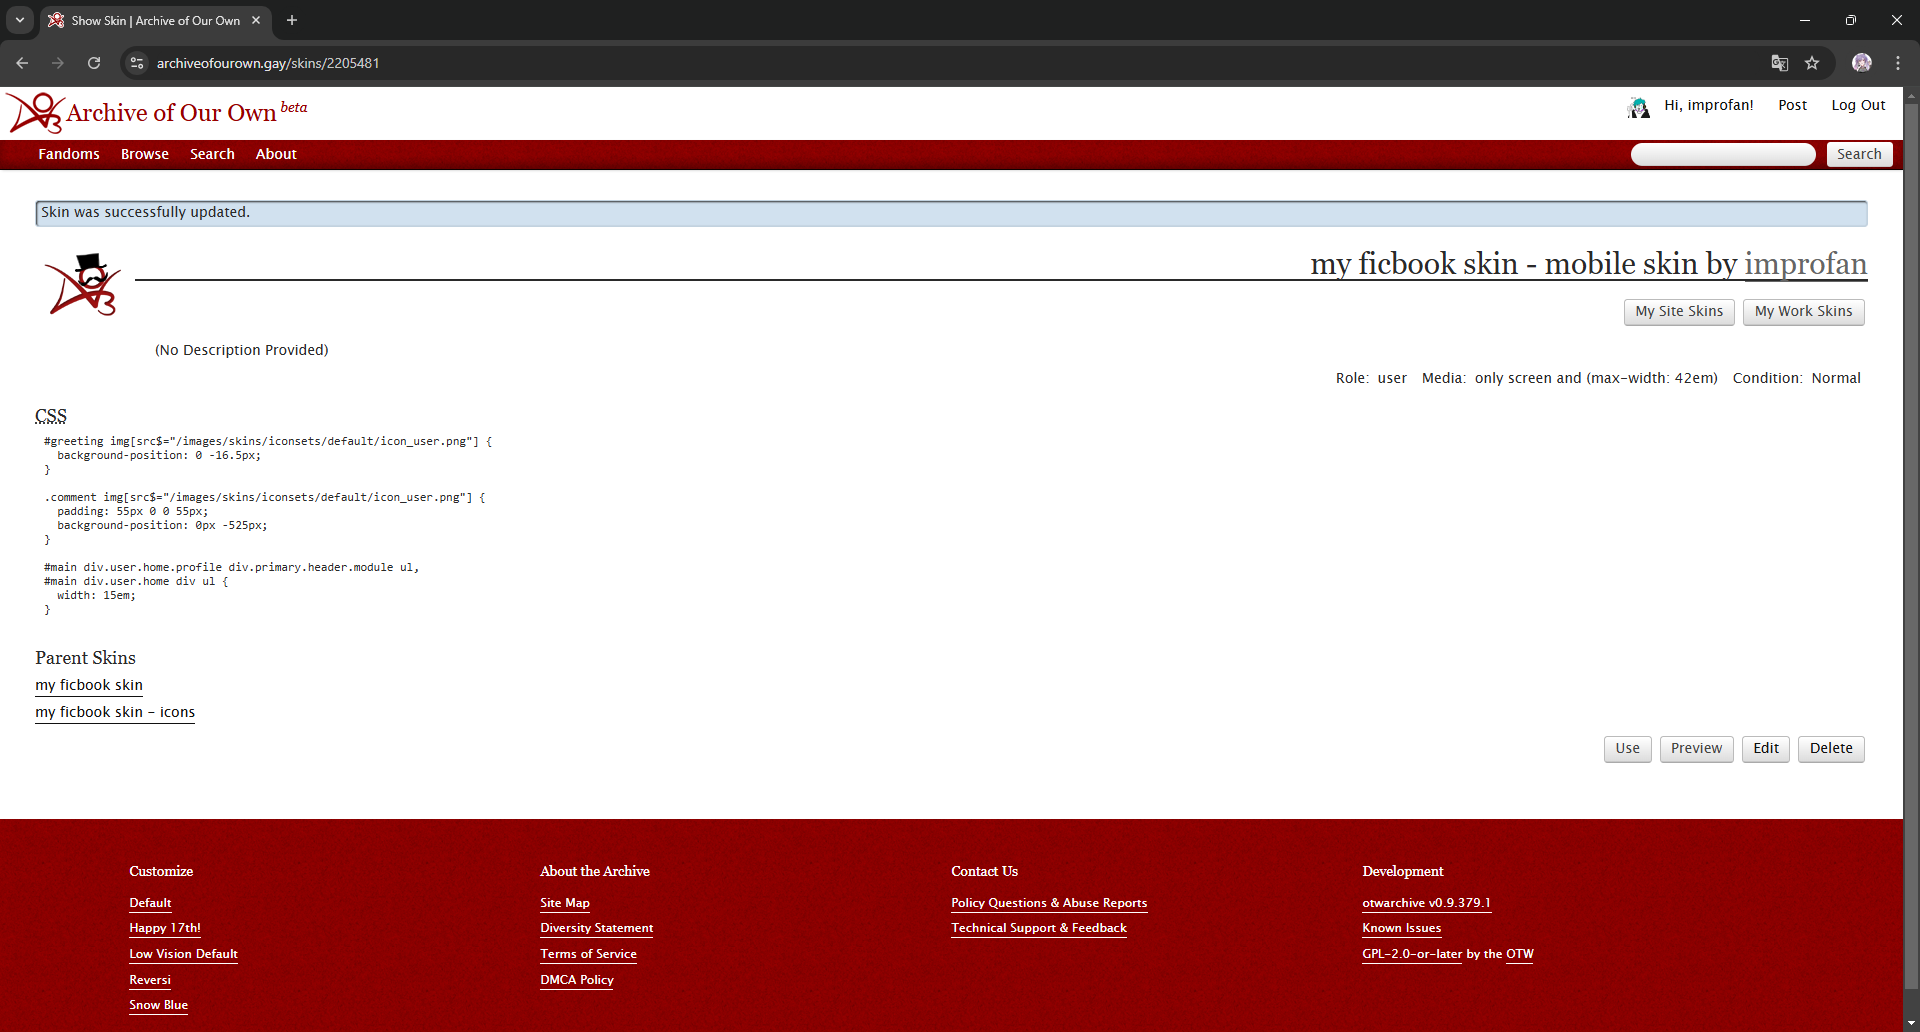 Show Skin | Archive of Our Own
archiveofourown.gay/skins/2205481
Archive of Our Own beta
Hi, improfan! Post Log Out
Fandoms Browse Search About
Search
Skin was successfully updated.
my ficbook skin - mobile skin by improfan
My Site Skins My Work Skins
(No Description Provided)
Role: user Media: only screen and (max-width: 42em) Condition: Normal
CSS
#greeting img[src$="/images/skins/iconsets/default/icon_user.png"] {
background-position: 0 -16.5px;
}
.comment img[src$="/images/skins/iconsets/default/icon_user.png"] {
padding: 55px 0 0 55px;
background-position: 0px -525px;
}
#main div.user.home.profile div.primary.header.module ul,
#main div.user.home div ul {
width: 15em;
}
Parent Skins
my ficbook skin
my ficbook skin - icons
Use Preview Edit Delete
Customize
Default
Happy 17th!
Low Vision Default
Reversi
Snow Blue
About the Archive
Site Map
Diversity Statement
Terms of Service
DMCA Policy
Contact Us
Policy Questions & Abuse Reports
Technical Support & Feedback
Development
otwarchive v0.9.379.1
Known Issues
GPL-2.0-or-later by the OTW